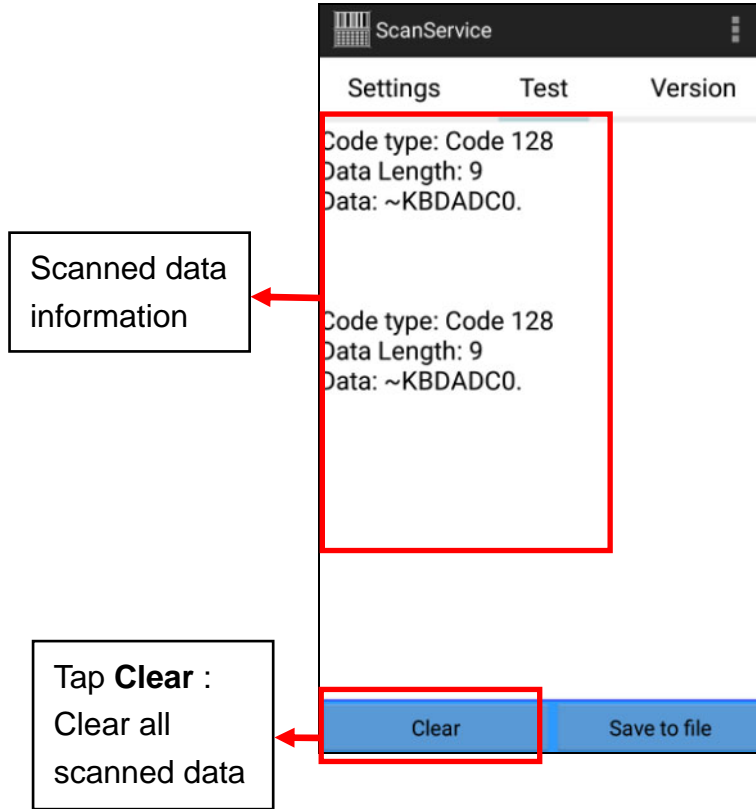 ScanService
Settings Test Version
Code type: Code 128
Data Length: 9
Data: ~KBDADC0.
Scanned data
information
Code type: Code 128
Data Length: 9
Data: ~KBDADC0.
Tap Clear :
Clear all
scanned data
Clear Save to file